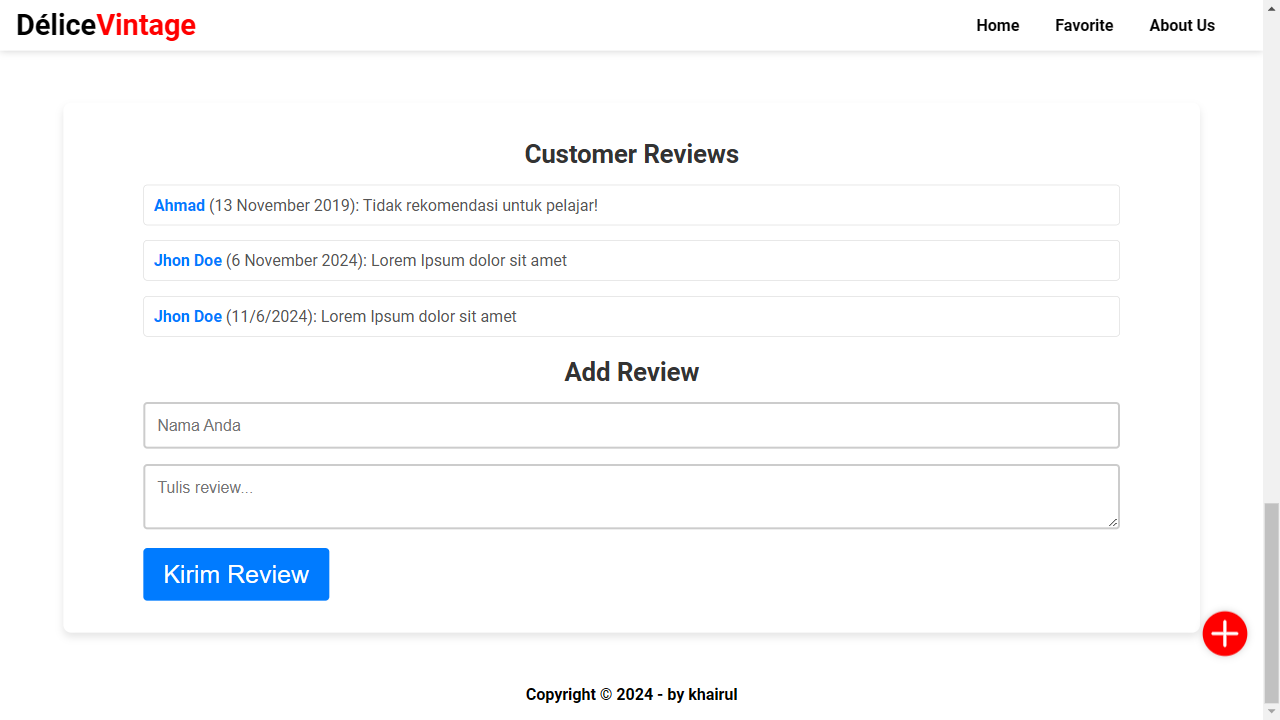 DéliceVintage
Home
Favorite
About Us
Customer Reviews
Ahmad (13 November 2019): Tidak rekomendasi untuk pelajar!
Jhon Doe (6 November 2024): Lorem Ipsum dolor sit amet
Jhon Doe (11/6/2024): Lorem Ipsum dolor sit amet
Add Review
Nama Anda
Tulis review...
Kirim Review
Copyright © 2024 - by khairul